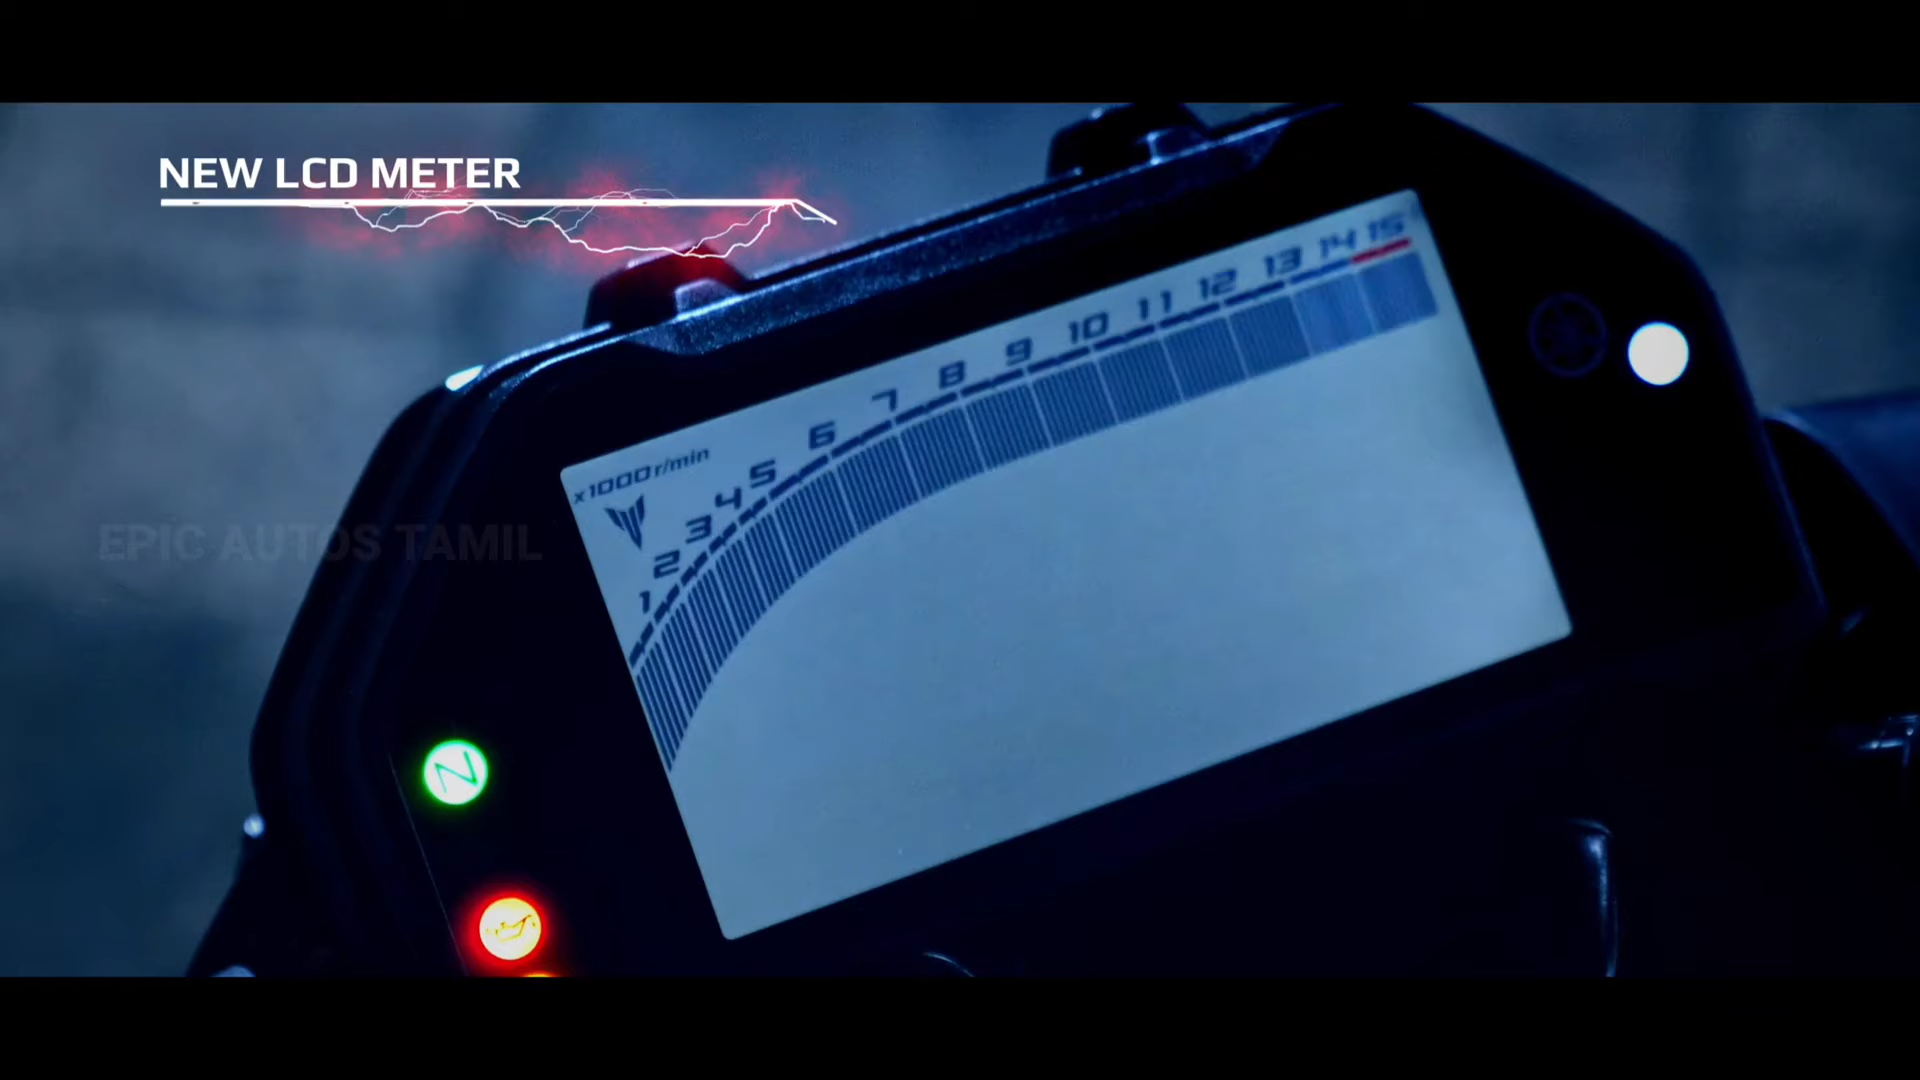 NEW LCD METER
x1000 r/min
1 2 3 4 5 6 7 8 9 10 11 12 13 14 15
EPIC AUTOS TAMIL
N